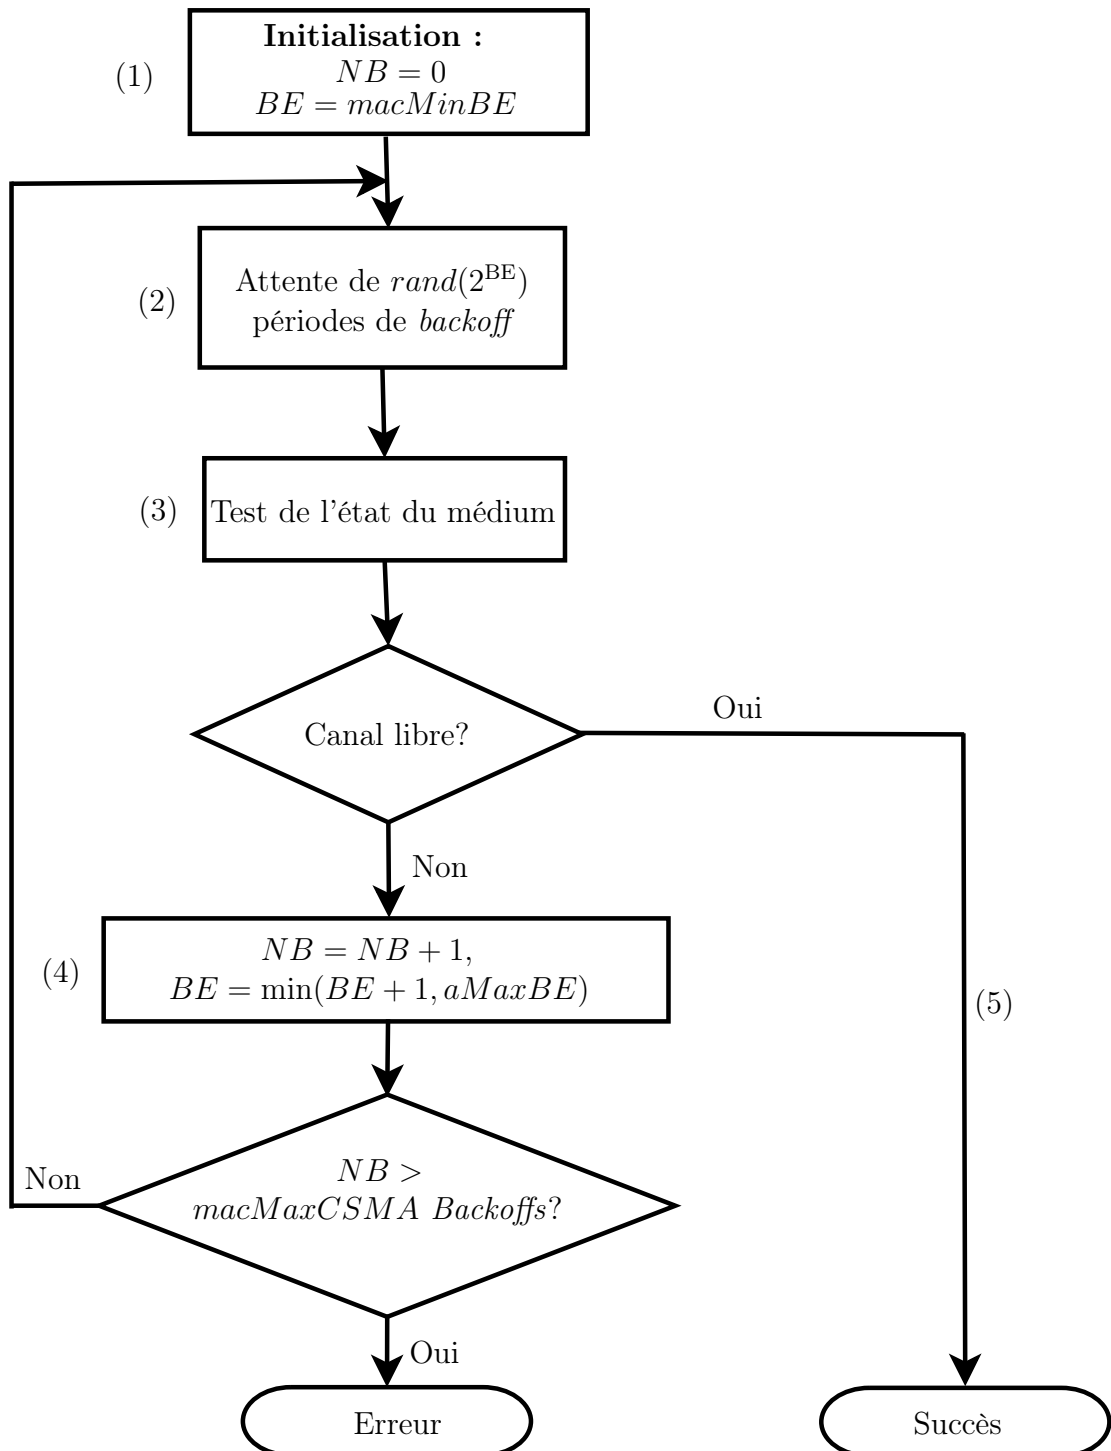 Initialisation :
(1)
NB = 0
BE = macMinBE
Attente de rand(2^BE)
(2)
périodes de backoff
(3)
Test de l'état du médium
Canal libre?
Oui
Non
NB = NB + 1,
(4)
BE = min(BE + 1, aMaxBE)
(5)
Non
NB >
macMaxCSMA Backoffs?
Oui
Erreur
Succès